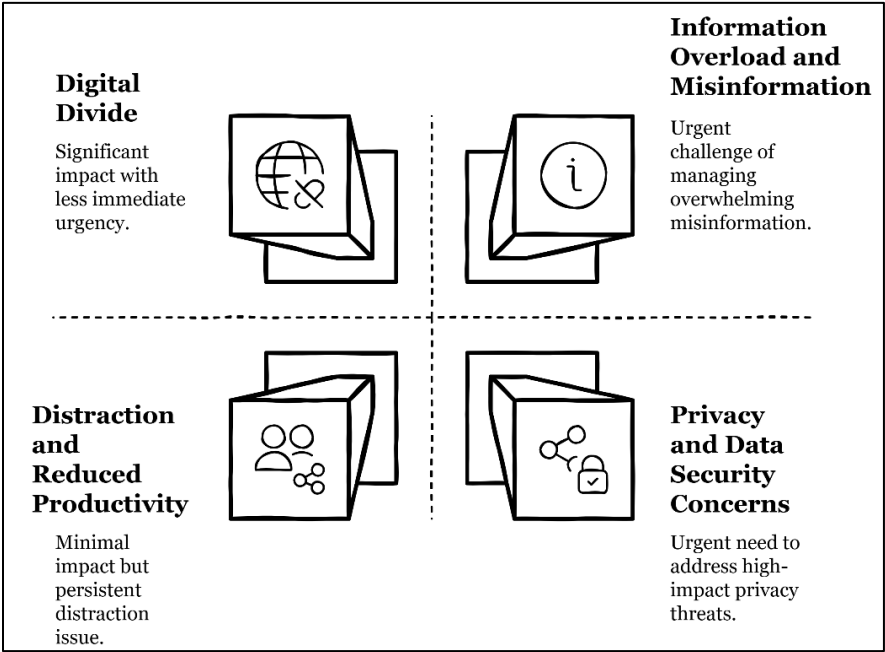 Digital
Divide
Significant
impact with
less immediate
urgency.
Information
Overload and
Misinformation
Urgent
challenge of
managing
overwhelming
misinformation.
i
Distraction
and
Reduced
Productivity
Minimal
impact but
persistent
distraction
issue.
Privacy
and Data
Security
Concerns
Urgent need to
address high-
impact privacy
threats.